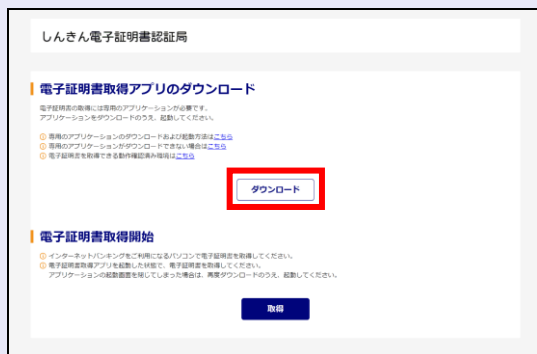 しんきん電子証明書認証局
電子証明書取得アプリのダウンロード
電子証明書の取得には専用のアプリケーションが必要です。
アプリケーションをダウンロードのうえ、起動してください。
専用のアプリケーションのダウンロードおよび起動方法はこちら
専用のアプリケーションがダウンロードできない場合はこちら
電子証明書を取得できる動作確認済み環境はこちら
ダウンロード
電子証明書取得開始
インターネットバンキングをご利用になるパソコンで電子証明書を取得してください。
電子証明書取得アプリを起動した状態で、電子証明書を取得してください。
アプリケーションの起動画面を閉じてしまった場合は、再度ダウンロードのうえ、起動してください。
取得